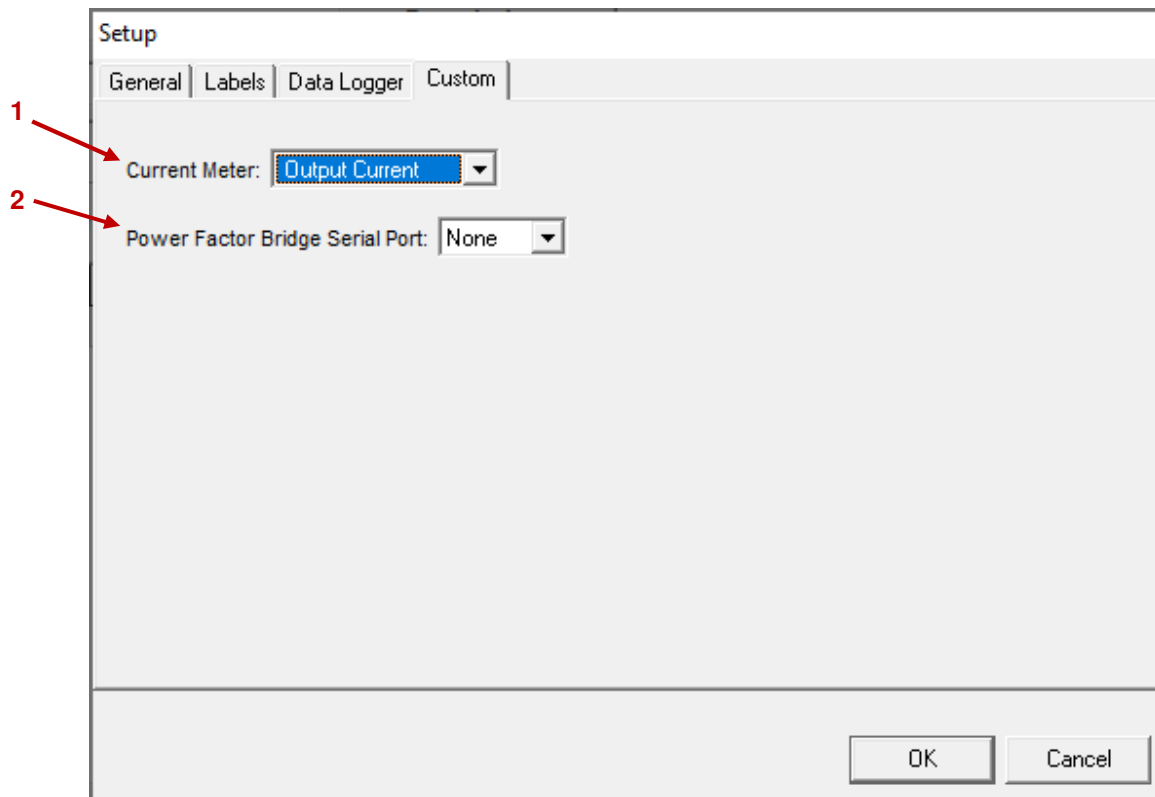 Setup
General Labels Data Logger Custom
1
Current Meter: Output Current
2
Power Factor Bridge Serial Port: None
OK Cancel